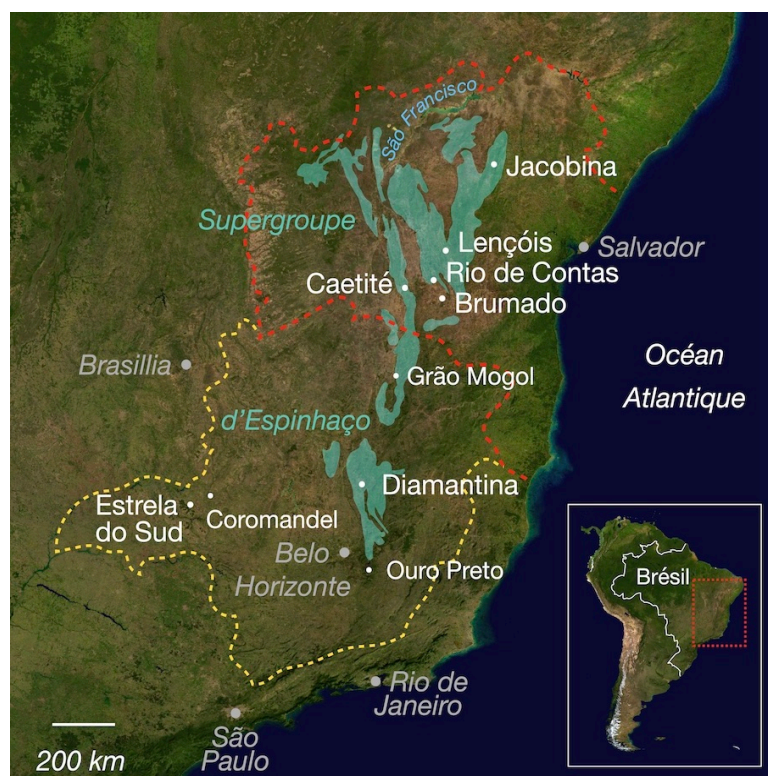 São Francisco
Jacobina
Supergroupe
Lençóis
Salvador
Rio de Contas
Caetité
Brumado
Océan
Atlantique
Brasillia
Grão Mogol
d'Espinhaço
Diamantina
Estrela
do Sud
Coromandel
Belo
Horizonte
Ouro Preto
Brésil
Rio de
Janeiro
São
Paulo
200 km